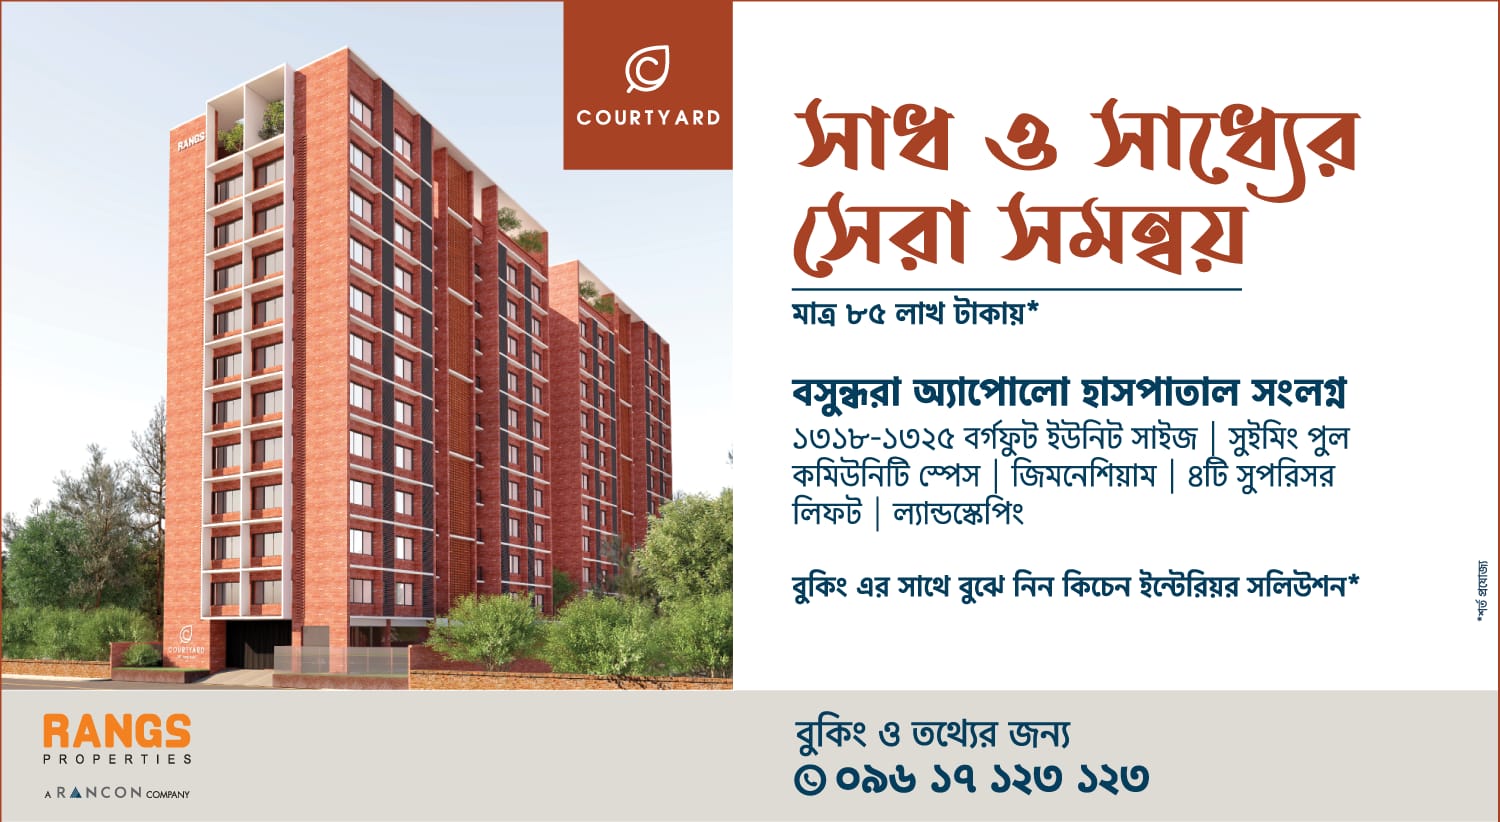 COURTYARD
সাধ ও সাধ্যের
সেরা সমন্বয়
মাত্র ৮৫ লাখ টাকায়*
বসুন্ধরা অ্যাপোলো হাসপাতাল সংলগ্ন
১৩১৮-১৩২৫ বর্গফুট ইউনিট সাইজ | সুইমিং পুল
কমিউনিটি স্পেস | জিমনেশিয়াম | ৪টি সুপরিসর
লিফট | ল্যান্ডস্কেপিং
বুকিং এর সাথে বুঝে নিন কিচেন ইন্টেরিয়র সলিউশন*
*শর্ত প্রযোজ্য
RANGS
COURTYARD
RANGS
PROPERTIES
A RANCON COMPANY
বুকিং ও তথ্যের জন্য
০৯৬ ১৭ ১২৩ ১২৩